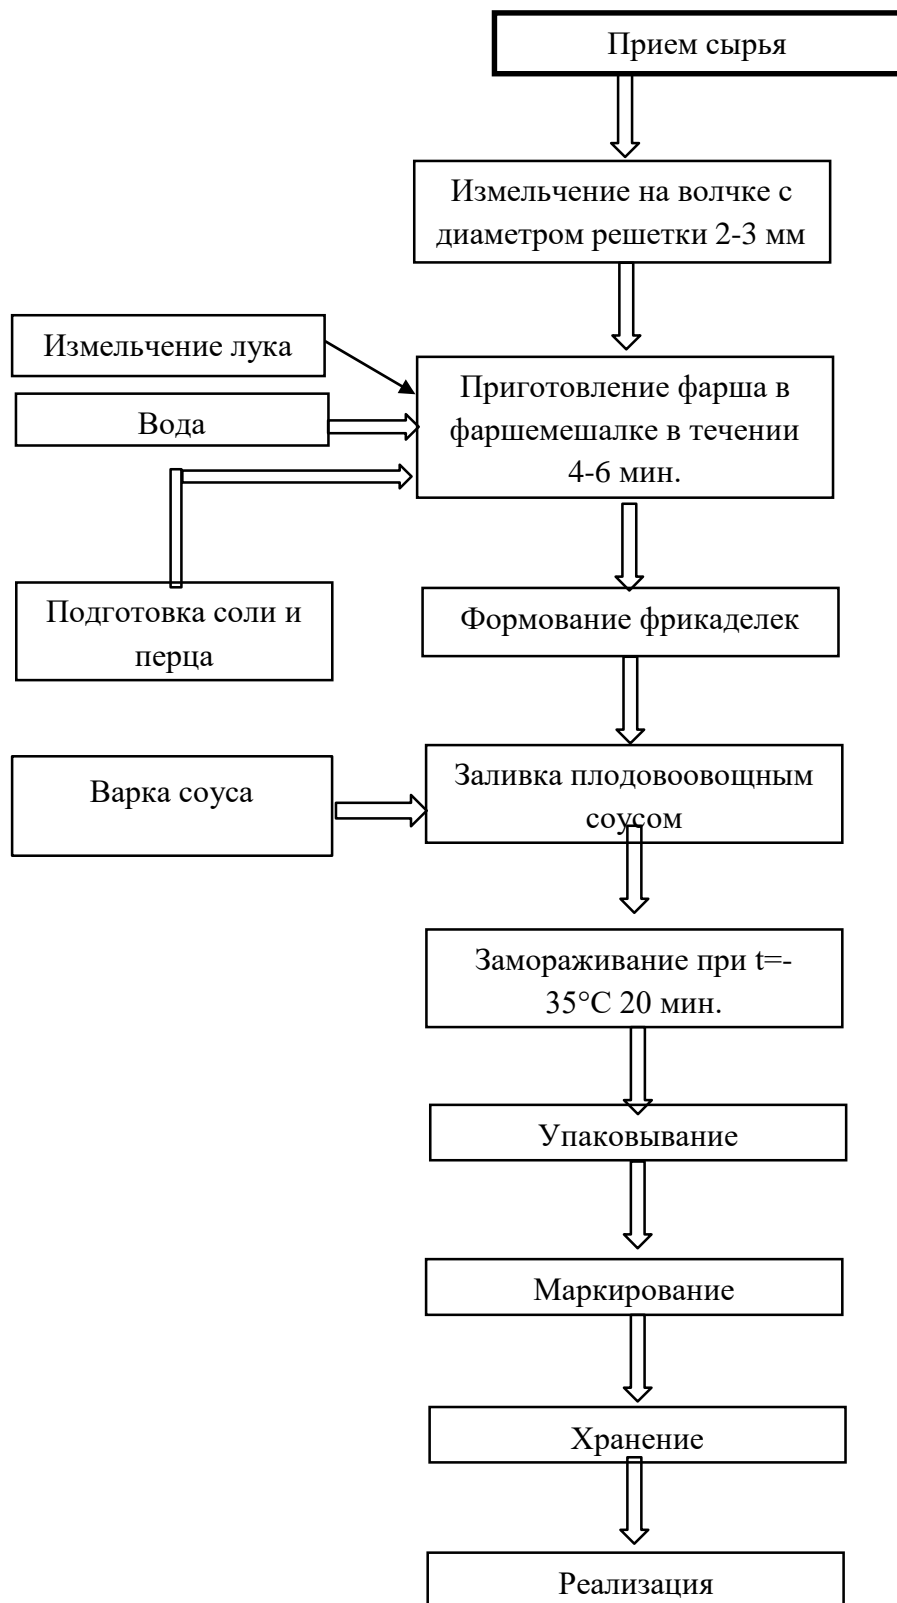 Прием сырья
Измельчение на волчке с
диаметром решетки 2-3 мм
Измельчение лука
Вода
Подготовка соли и
перца
Приготовление фарша в
фаршемешалке в течении
4-6 мин.
Формование фрикаделек
Варка соуса
Заливка плодовоовощным
соусом
Замораживание при t=-
35°С 20 мин.
Упаковывание
Маркирование
Хранение
Реализация